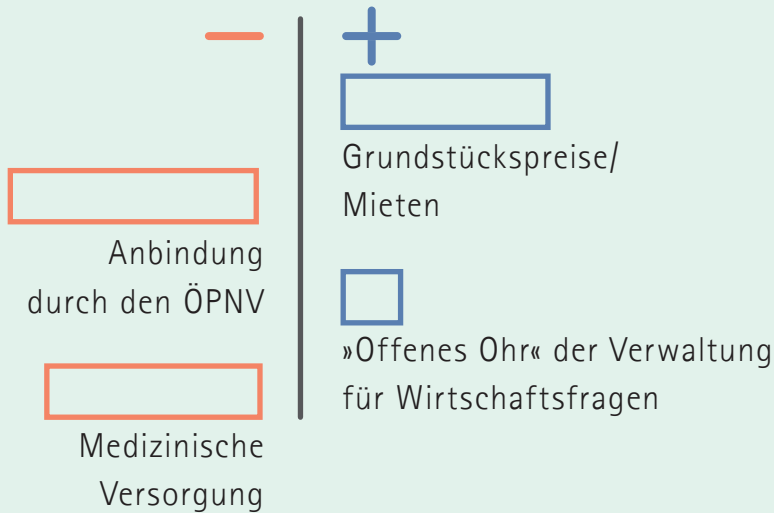 − +
Grundstückspreise/
Mieten
Anbindung
durch den ÖPNV
»Offenes Ohr« der Verwaltung
für Wirtschaftsfragen
Medizinische
Versorgung